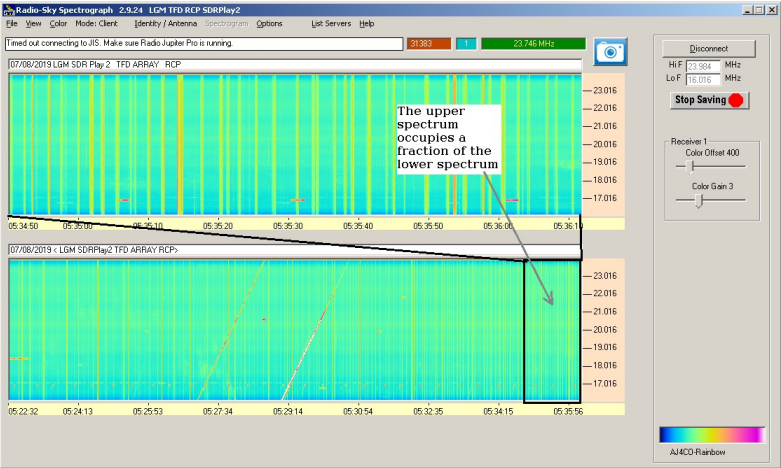 Radio-Sky Spectrograph 2.9.24 LGM TFD RCP SDRPlay2
File View Color Mode: Client Identity / Antenna Spectrogram Options List Servers Help
Timed out connecting to JIS. Make sure Radio Jupiter Pro is running. 31383 1 23.746 MHz
Disconnect
Hi F 23.984 MHz
Lo F 16.016 MHz
Stop Saving
Receiver 1
Color Offset 400
Color Gain 3
07/08/2019 LGM SDR Play 2 TFD ARRAY RCP
The upper
spectrum
occupies a
fraction of the
lower spectrum
23.016
22.016
21.016
20.016
19.016
18.016
17.016
05:34:50 05:35:00 05:35:10 05:35:20 05:35:30 05:35:40 05:35:50 05:36:00 05:36:10
07/08/2019 < LGM SDRPlay2 TFD ARRAY RCP>
23.016
22.016
21.016
20.016
19.016
18.016
17.016
05:22:32 05:24:13 05:25:53 05:27:34 05:29:14 05:30:54 05:32:35 05:34:15 05:35:56
AJ4CO-Rainbow